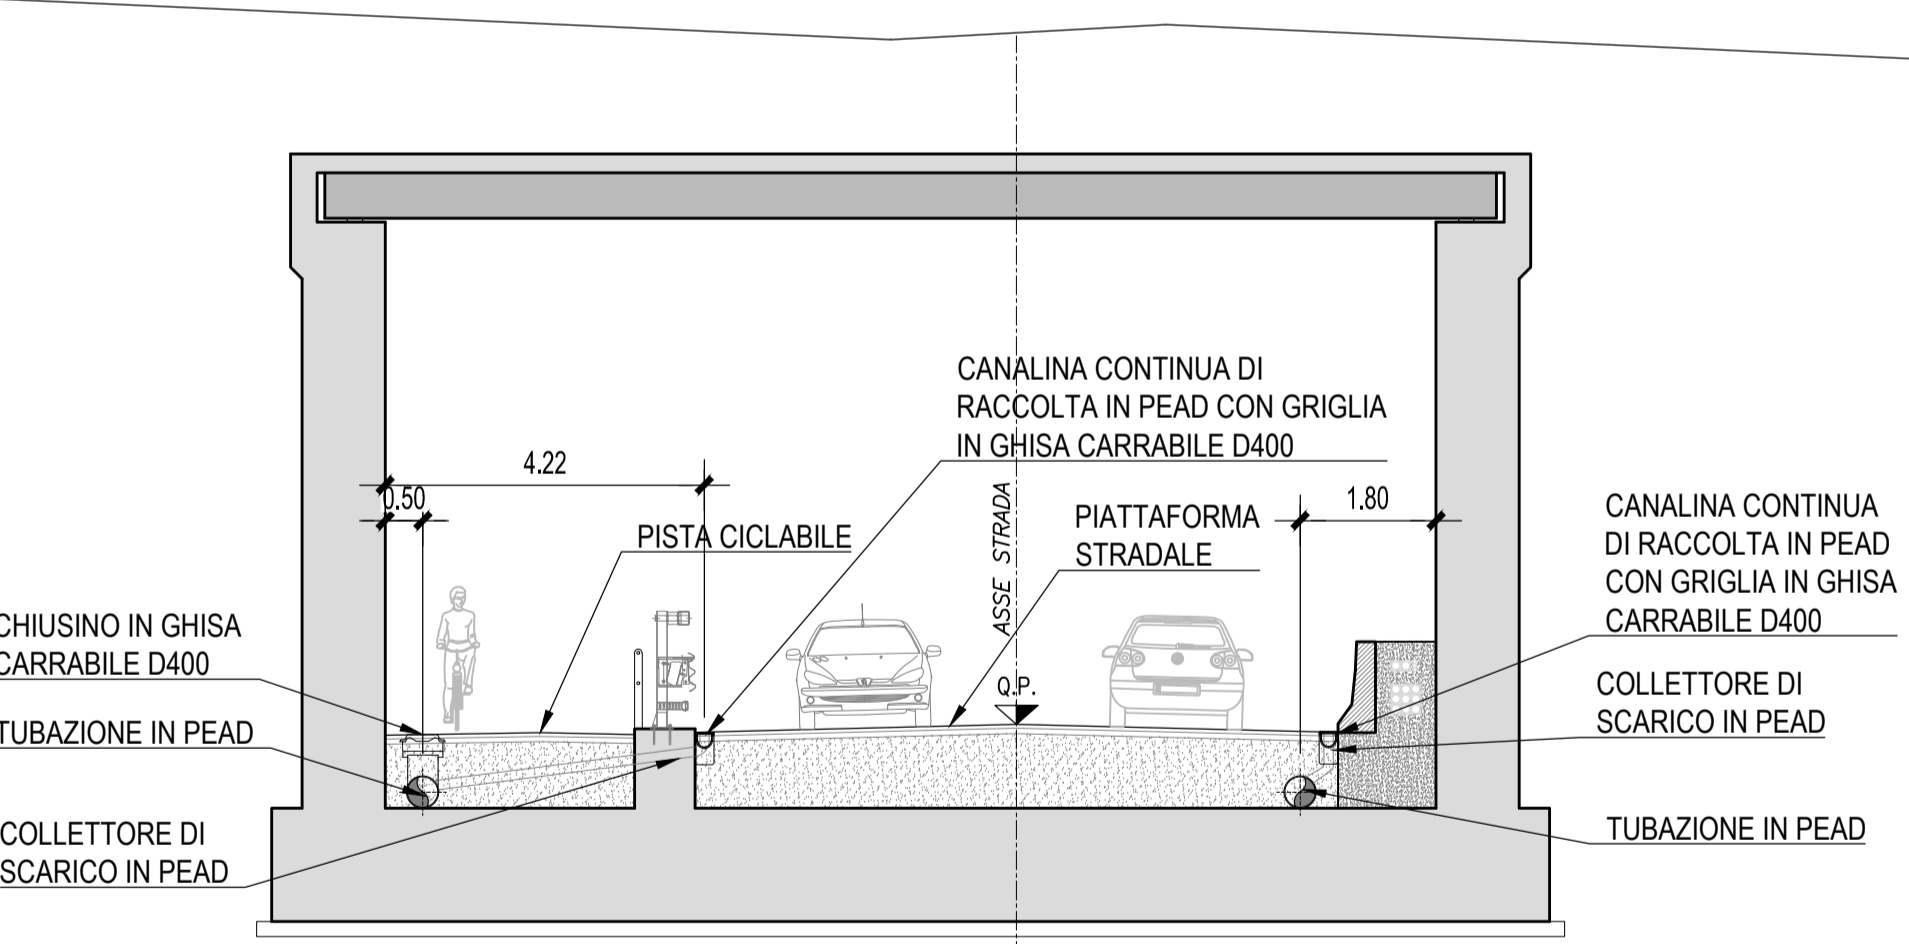 CANALINA CONTINUA DI
RACCOLTA IN PEAD CON GRIGLIA
IN GHISA CARRABILE D400
4.22
0.50
PISTA CICLABILE
ASSE STRADA
PIATTAFORMA
STRADALE
1.80
CANALINA CONTINUA
DI RACCOLTA IN PEAD
CON GRIGLIA IN GHISA
CARRABILE D400
CHIUSINO IN GHISA
CARRABILE D400
Q.P.
COLLETTORE DI
SCARICO IN PEAD
TUBAZIONE IN PEAD
COLLETTORE DI
SCARICO IN PEAD
TUBAZIONE IN PEAD